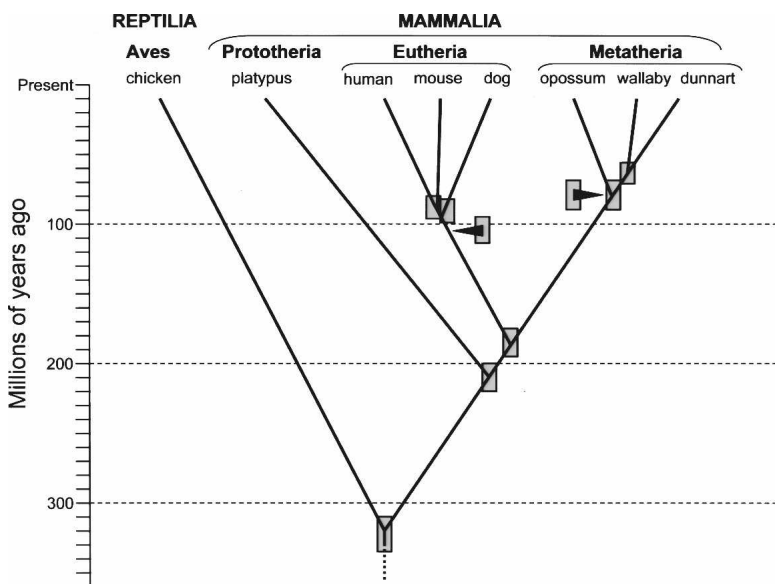 REPTILIA MAMMALIA
Aves Prototheria Eutheria Metatheria
chicken platypus human mouse dog opossum wallaby dunnart
Present
100
200
300
Millions of years ago